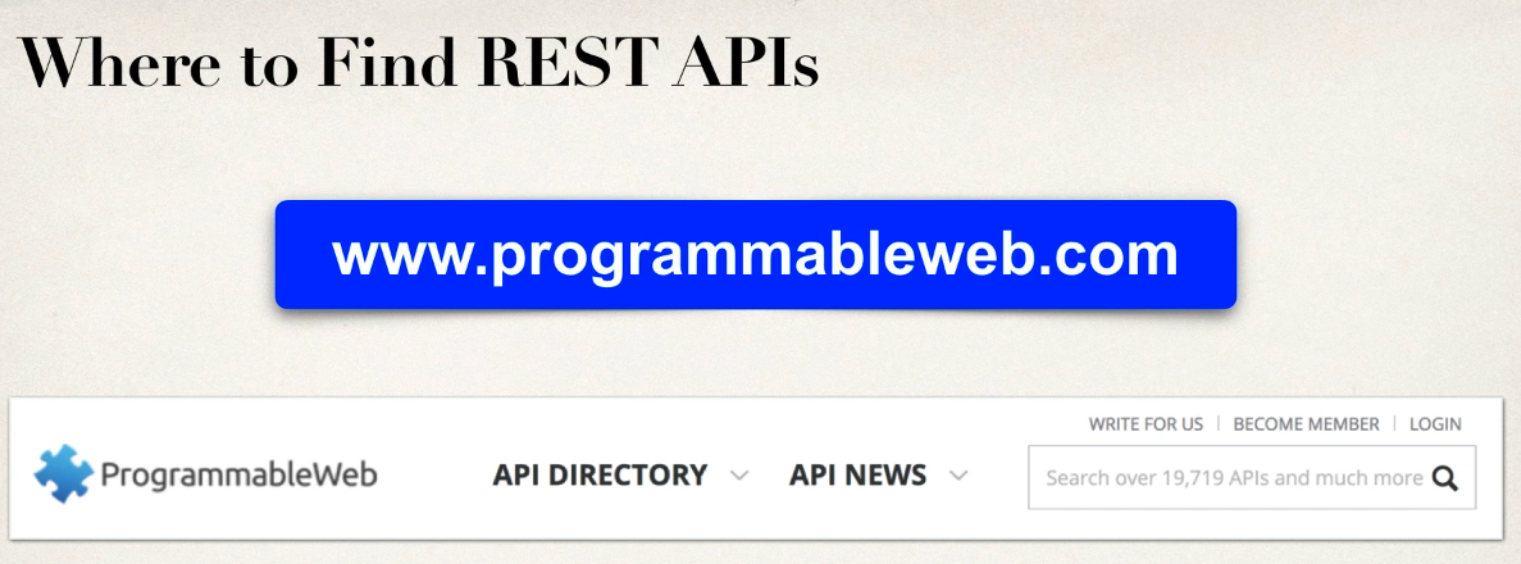 Where to Find REST APIs
www.programmableweb.com
WRITE FOR US | BECOME MEMBER | LOGIN
ProgrammableWeb API DIRECTORY API NEWS Search over 19,719 APIs and much more